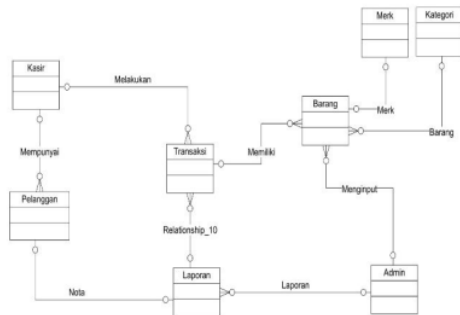 Merk
Kategori
Kasir
Melakukan
Barang
Merk
Barang
Mempunyai
Transaksi
Memiliki
Menginput
Pelanggan
Relationship_10
Laporan
Laporan
Admin
Nota